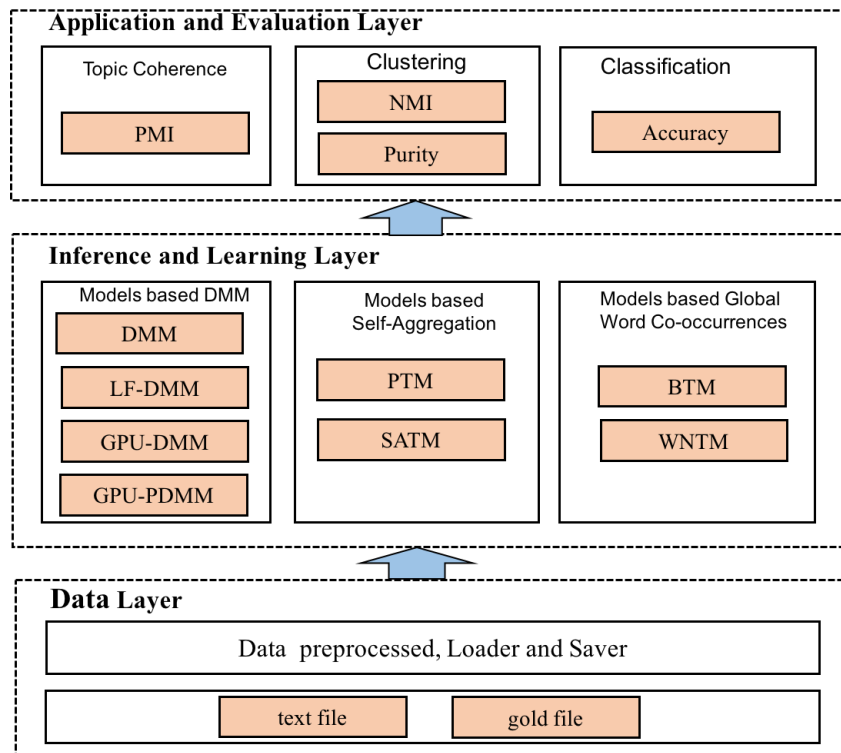 Application and Evaluation Layer
Topic Coherence
PMI
Clustering
NMI
Purity
Classification
Accuracy
Inference and Learning Layer
Models based DMM
DMM
LF-DMM
GPU-DMM
GPU-PDMM
Models based
Self-Aggregation
PTM
SATM
Models based Global
Word Co-occurrences
BTM
WNTM
Data Layer
Data preprocessed, Loader and Saver
text file
gold file